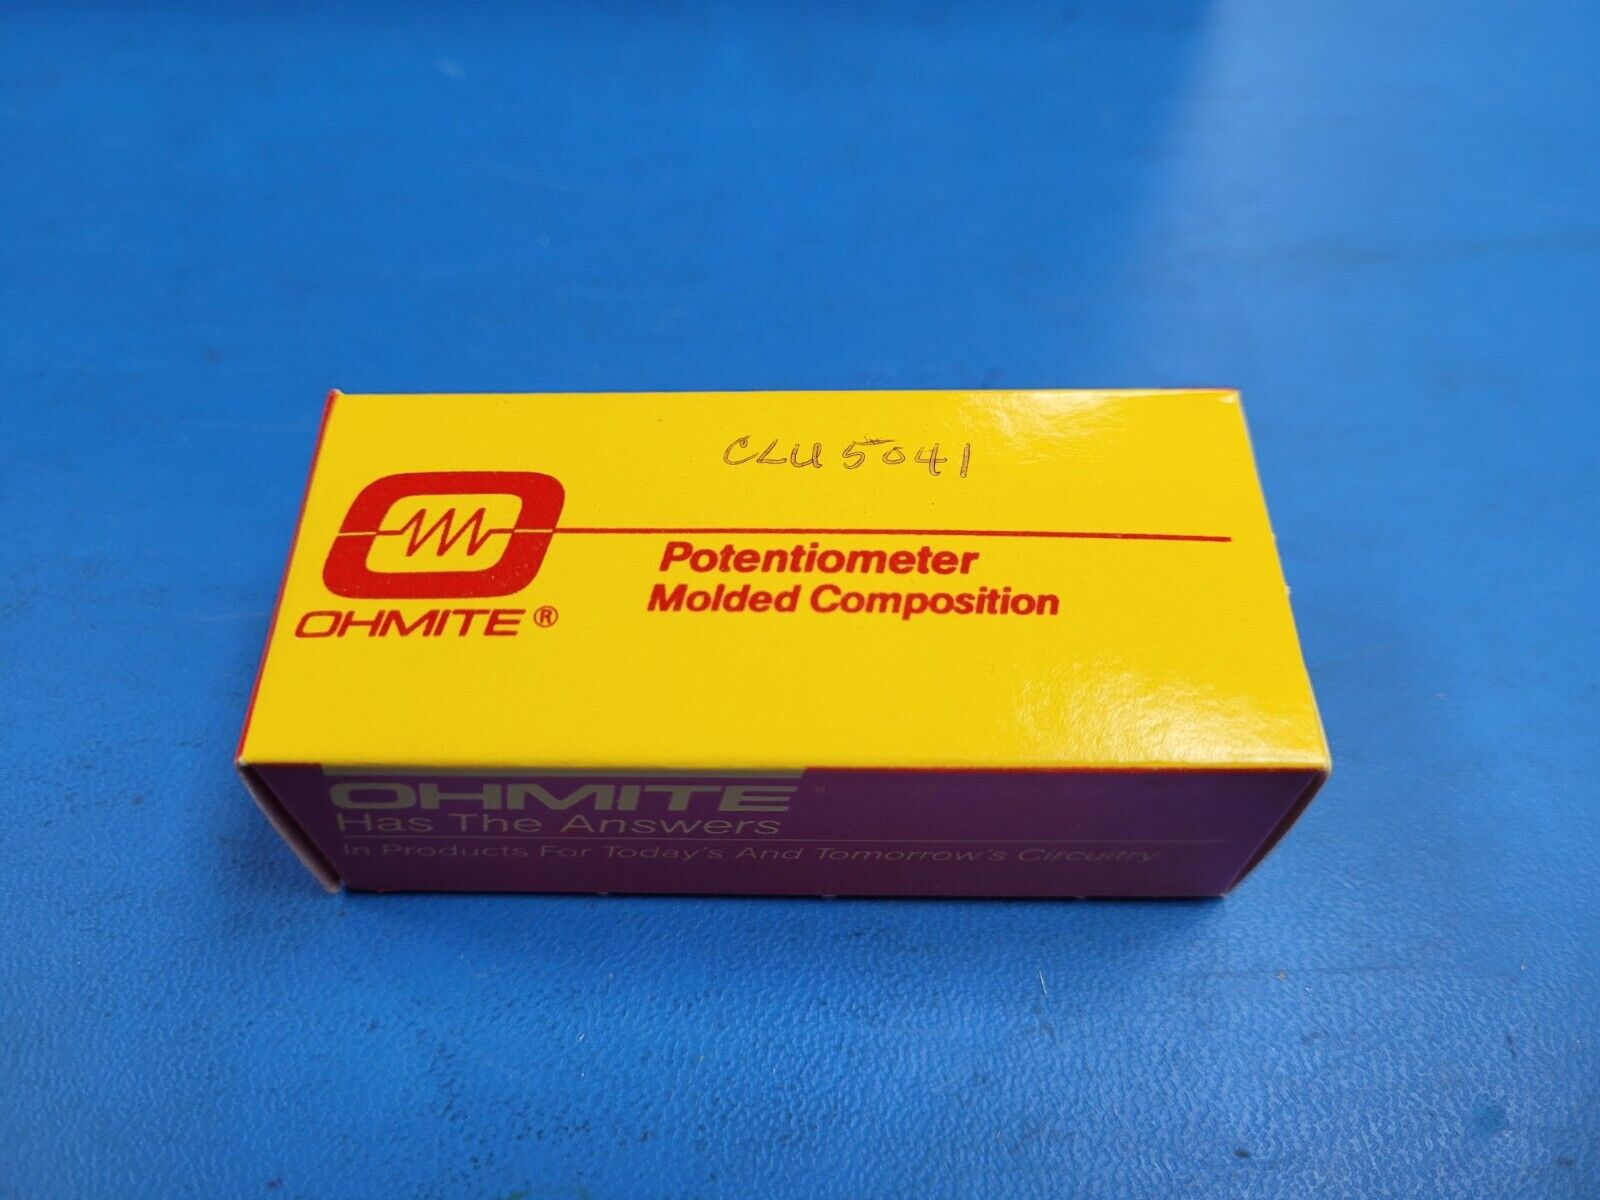 CLU5041
Potentiometer
Molded Composition
OHMITE®
OHMITE
Has The Answers
In Products For Today's And Tomorrow's Circuitry